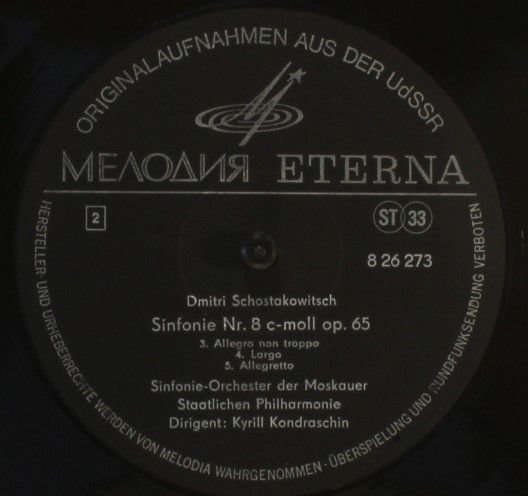 ORIGINALAUFNAHMEN AUS DER UdSSR
МЕЛОДИЯ ETERNA
2
ST 33
8 26 273
Dmitri Schostakowitsch
Sinfonie Nr. 8 c-moll op. 65
3. Allegro non troppo
4. Largo
5. Allegretto
Sinfonie-Orchester der Moskauer
Staatlichen Philharmonie
Dirigent: Kyrill Kondraschin
HERSTELLER- UND URHEBERRECHTE WERDEN VON MELODIA WAHRGENOMMEN · ÜBERSPIELUNG UND RUNDFUNKSENDUNG VERBOTEN